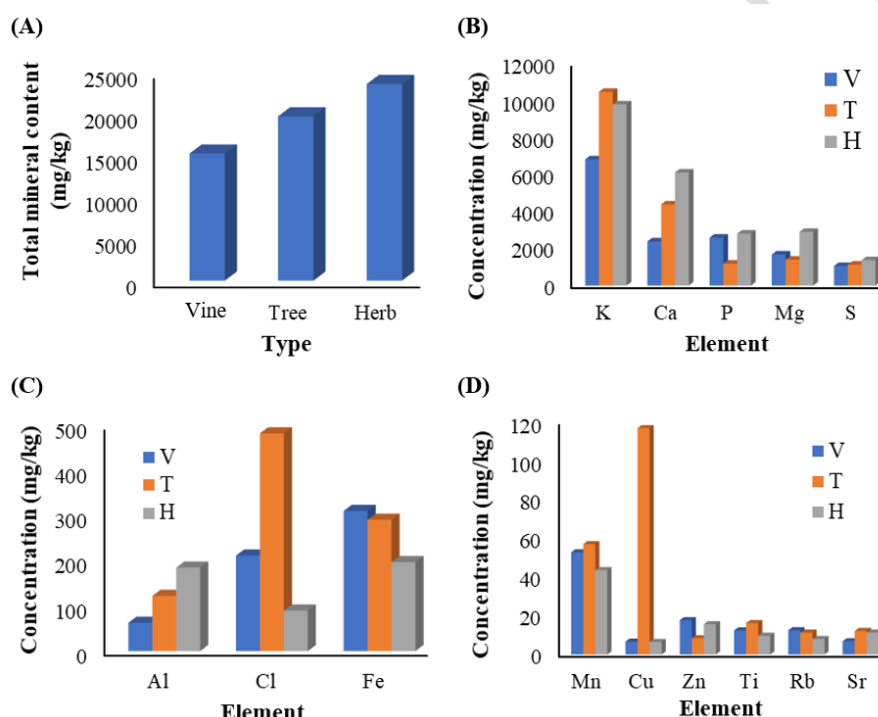 (A)
Total mineral content
(mg/kg)
25000
20000
15000
10000
5000
0
Vine Tree Herb
Type
(B)
Concentration (mg/kg)
12000
10000
8000
6000
4000
2000
0
V
T
H
K Ca P Mg S
Element
(C)
Concentration (mg/kg)
500
400
300
200
100
0
V
T
H
Al Cl Fe
Element
(D)
Concentration (mg/kg)
120
100
80
60
40
20
0
V
T
H
Mn Cu Zn Ti Rb Sr
Element